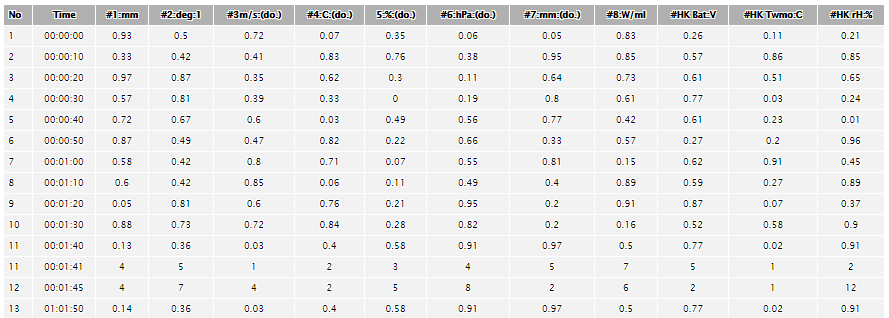 No Time #1:mm #2:deg:1 #3m/s:(do.) #4:C:(do.) 5:%:(do.) #6:hPa:(do.) #7:mm:(do.) #8:W/ml #HK Bat:V #HK Twmo:C #HK rH:%
1 00:00:00 0.93 0.5 0.72 0.07 0.35 0.06 0.05 0.83 0.26 0.11 0.21
2 00:00:10 0.33 0.42 0.41 0.83 0.76 0.38 0.95 0.85 0.57 0.86 0.85
3 00:00:20 0.97 0.87 0.35 0.62 0.3 0.11 0.64 0.73 0.61 0.51 0.65
4 00:00:30 0.57 0.81 0.39 0.33 0 0.19 0.8 0.61 0.77 0.03 0.24
5 00:00:40 0.72 0.67 0.6 0.03 0.49 0.56 0.77 0.42 0.61 0.23 0.01
6 00:00:50 0.87 0.49 0.47 0.82 0.22 0.66 0.33 0.57 0.27 0.2 0.96
7 00:01:00 0.58 0.42 0.8 0.71 0.07 0.55 0.81 0.15 0.62 0.91 0.45
8 00:01:10 0.6 0.42 0.85 0.06 0.11 0.49 0.4 0.89 0.59 0.27 0.89
9 00:01:20 0.05 0.81 0.6 0.76 0.21 0.95 0.2 0.91 0.87 0.07 0.37
10 00:01:30 0.88 0.73 0.72 0.84 0.28 0.82 0.2 0.16 0.52 0.58 0.9
11 00:01:40 0.13 0.36 0.03 0.4 0.58 0.91 0.97 0.5 0.77 0.02 0.91
11 00:01:41 4 5 1 2 3 4 5 7 5 1 2
12 00:01:45 4 7 4 2 5 8 2 6 2 1 12
13 01:01:50 0.14 0.36 0.03 0.4 0.58 0.91 0.97 0.5 0.77 0.02 0.91